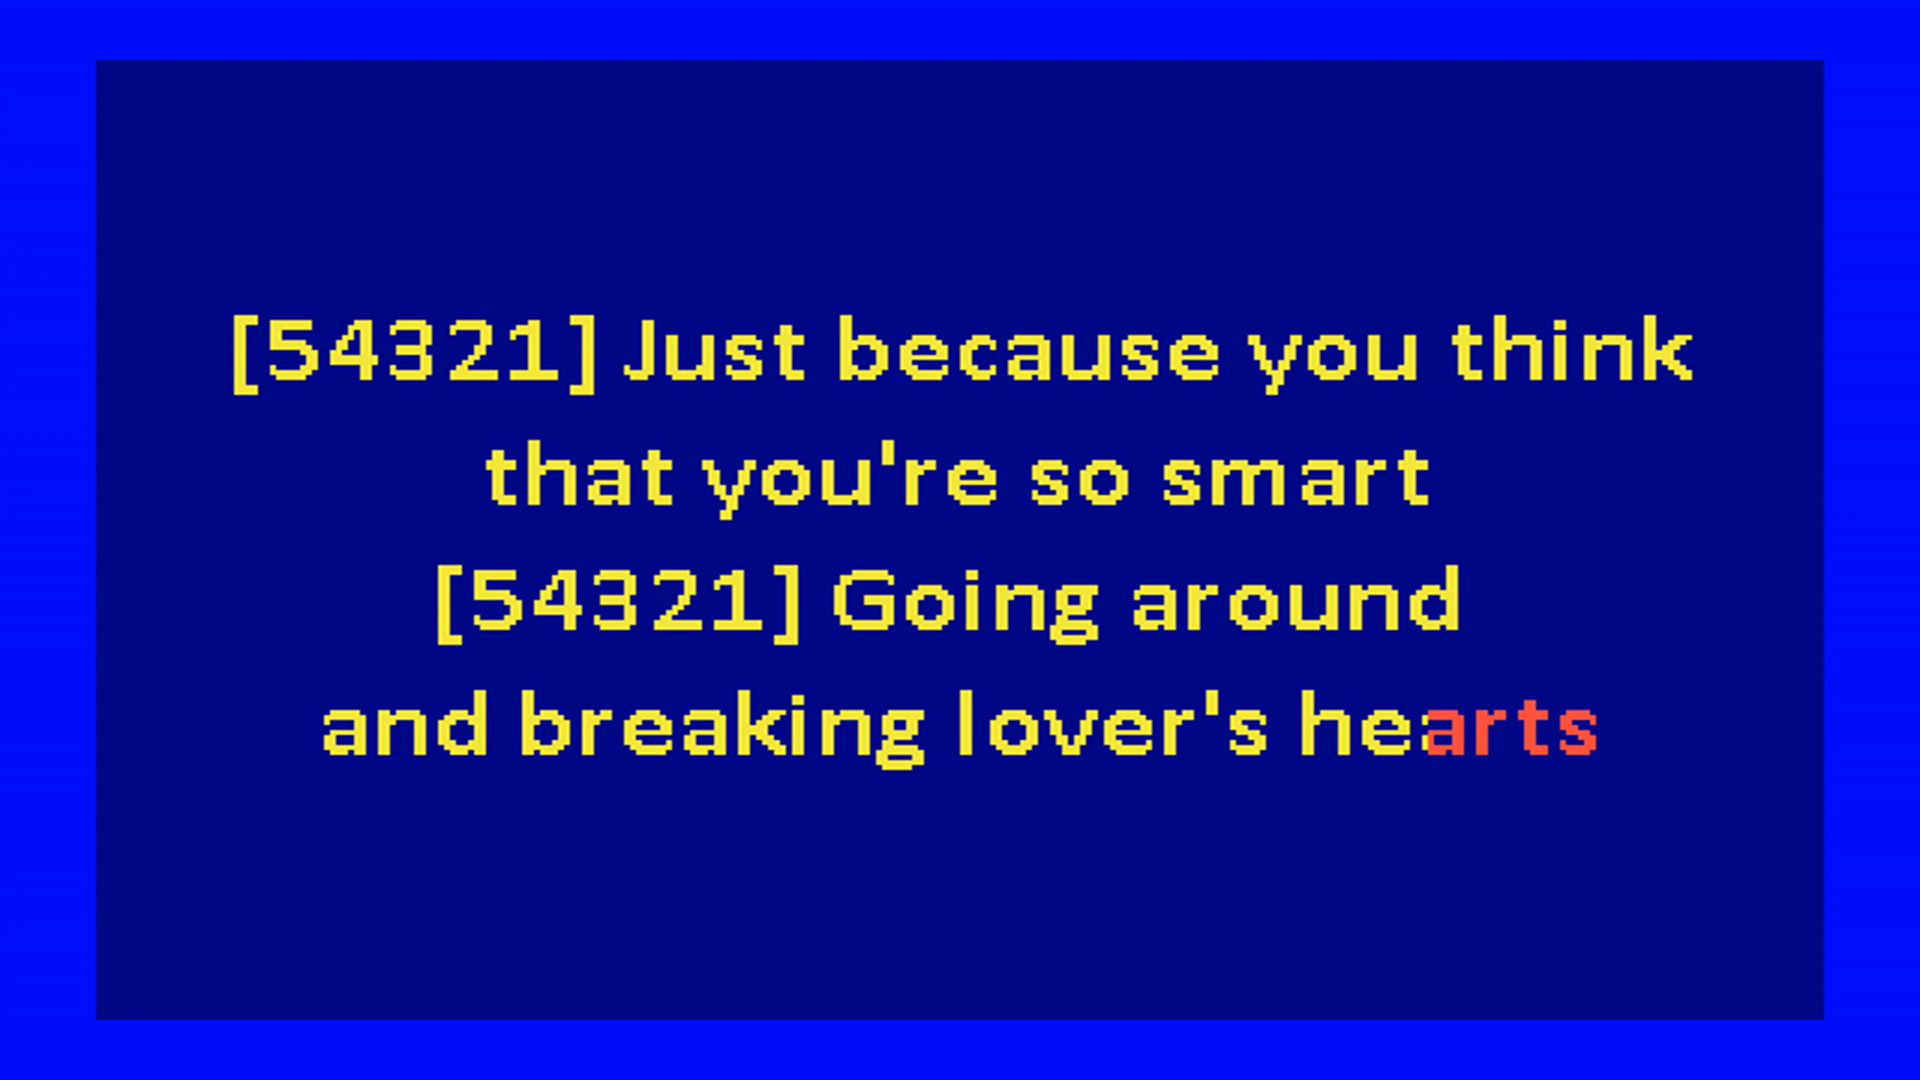 [54321] Just because you think
that you're so smart
[54321] Going around
and breaking lover's hearts